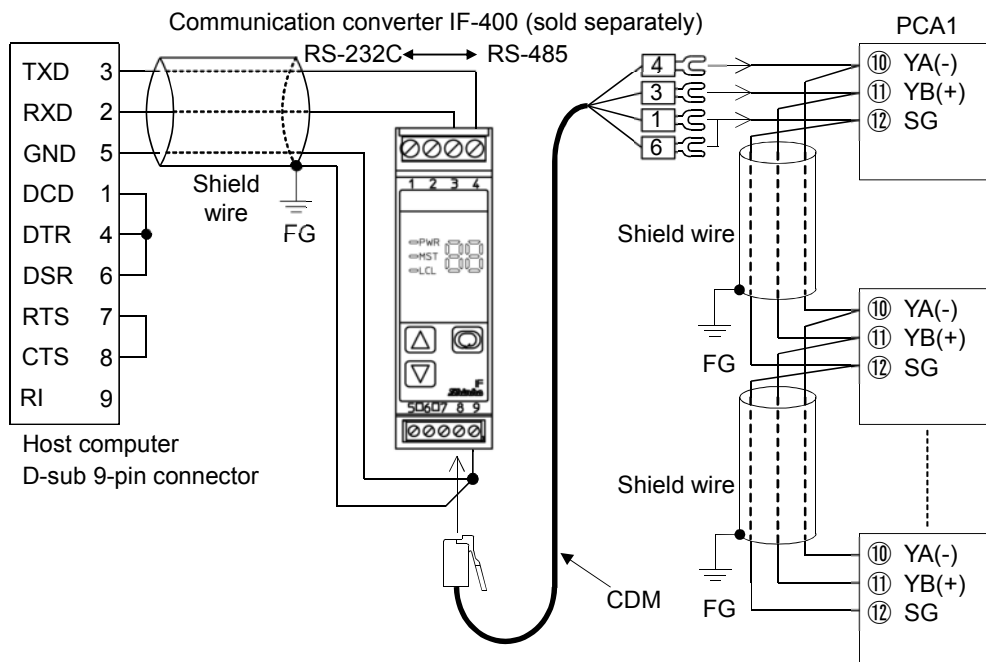 Communication converter IF-400 (sold separately)
RS-232C RS-485
PCA1
TXD 3
RXD 2
GND 5
DCD 1
DTR 4
DSR 6
RTS 7
CTS 8
RI 9
Host computer
D-sub 9-pin connector
Shield
wire
FG
1 2 3 4
PWR
MST
LCL
88
F
Shinko
5 6 7 8 9
4
3
1
6
CDM
⑩ YA(-)
⑪ YB(+)
⑫ SG
Shield wire
FG
⑩ YA(-)
⑪ YB(+)
⑫ SG
Shield wire
FG
⑩ YA(-)
⑪ YB(+)
⑫ SG